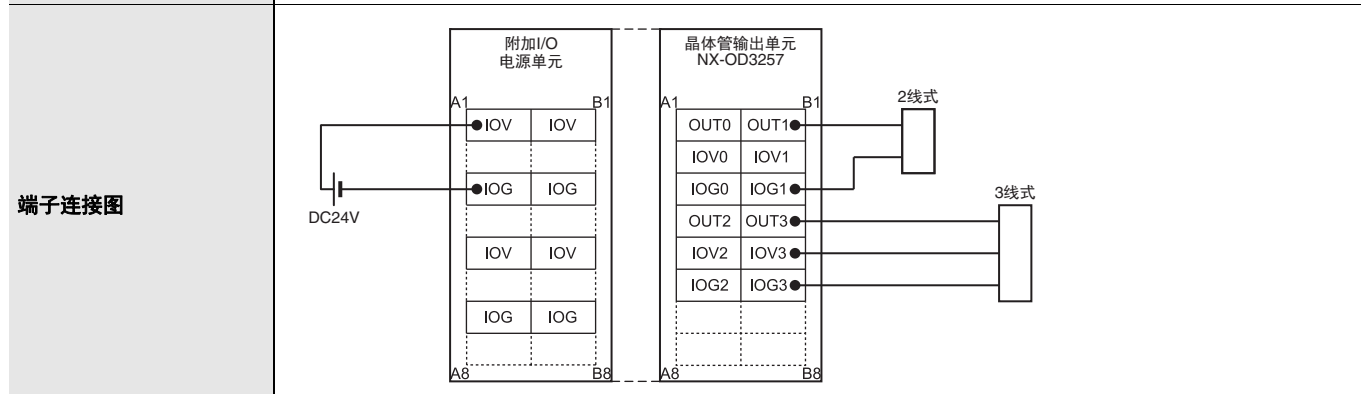 端子连接图
附加I/O
电源单元
A1 B1
IOV IOV
IOG IOG
IOV IOV
IOG IOG
A8 B8
DC24V
晶体管输出单元
NX-OD3257
A1 B1
OUT0 OUT1
IOV0 IOV1
IOG0 IOG1
OUT2 OUT3
IOV2 IOV3
IOG2 IOG3
A8 B8
2线式
3线式